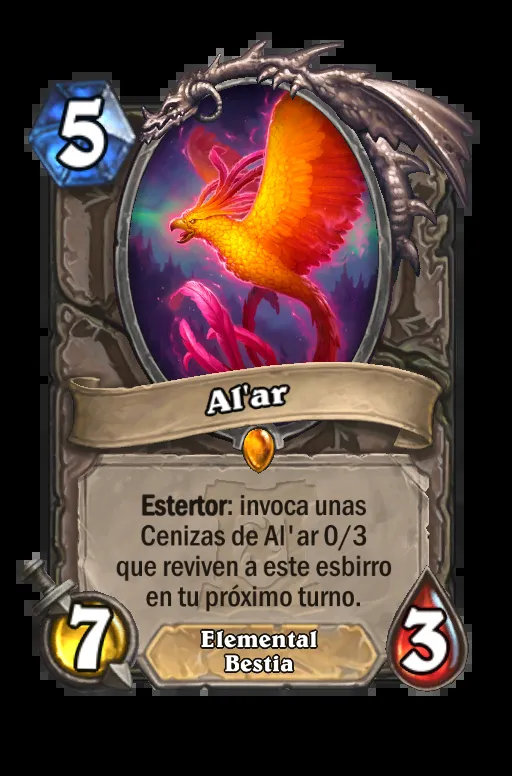 5
Al'ar
Estertor: invoca unas
Cenizas de Al'ar 0/3
que reviven a este esbirro
en tu próximo turno.
7
Elemental
Bestia
3